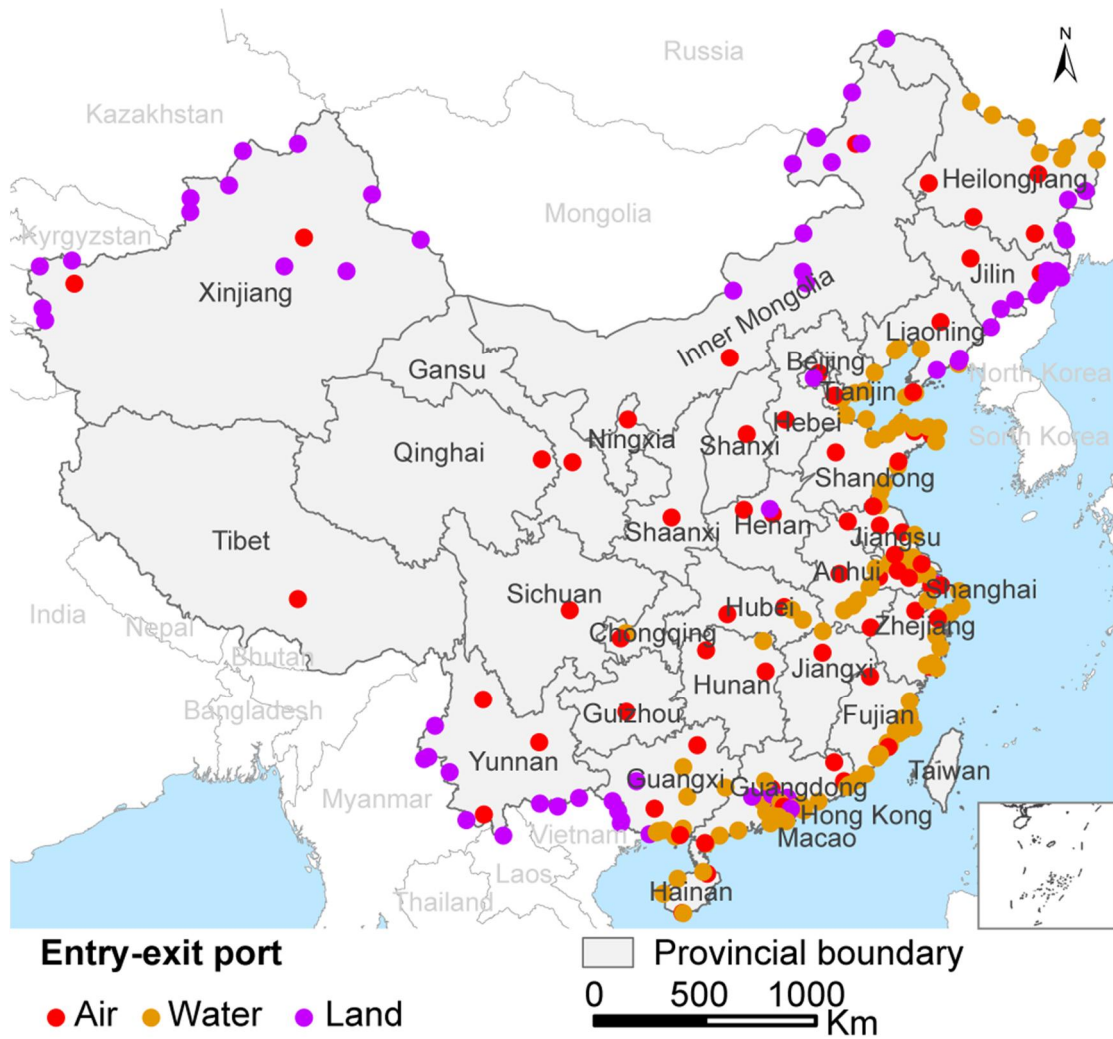 N
Russia
Kazakhstan
Mongolia
Heilongjiang
Kyrgyzstan
Jilin
Xinjiang
Inner Mongolia
Liaoning
Gansu
Beijing
Tianjin
North Korea
Hebei
Ningxia
Shanxi
Sorth Korea
Qinghai
Shandong
Shaanxi
Henan
Jiangsu
Tibet
Anhui
Shanghai
Sichuan
Hubei
India
Nepal
Chongqing
Zhejiang
Bhutan
Jiangxi
Hunan
Bangladesh
Guizhou
Fujian
Yunnan
Taiwan
Guangxi
Guangdong
Myanmar
Hong Kong
Vietnam
Macao
Laos
Hainan
Thailand
Entry-exit port
Provincial boundary
Air Water Land
0 500 1000
Km